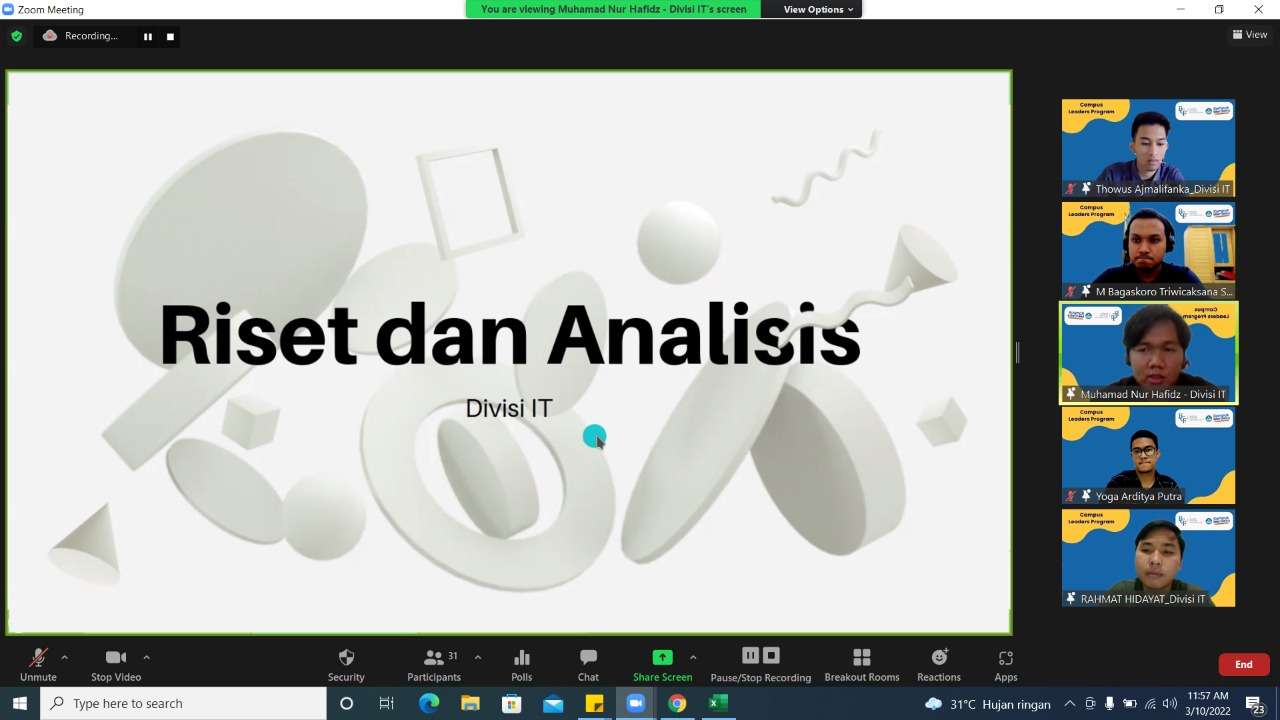 Zoom Meeting
You are viewing Muhamad Nur Hafidz - Divisi IT's screen
View Options
Recording...
View
Riset dan Analisis
Divisi IT
Campus
Leaders Program
Thowus Ajmalifanka_Divisi IT
Campus
Leaders Program
M Bagaskoro Triwicaksana S...
Campus
Leaders Program
Muhamad Nur Hafidz - Divisi IT
Campus
Leaders Program
Yoga Arditya Putra
Campus
Leaders Program
RAHMAT HIDAYAT_Divisi IT
Unmute
Stop Video
Security
31
Participants
Polls
Chat
Share Screen
Pause/Stop Recording
Breakout Rooms
Reactions
Apps
End
Type here to search
31°C Hujan ringan
11:57 AM
3/10/2022
23